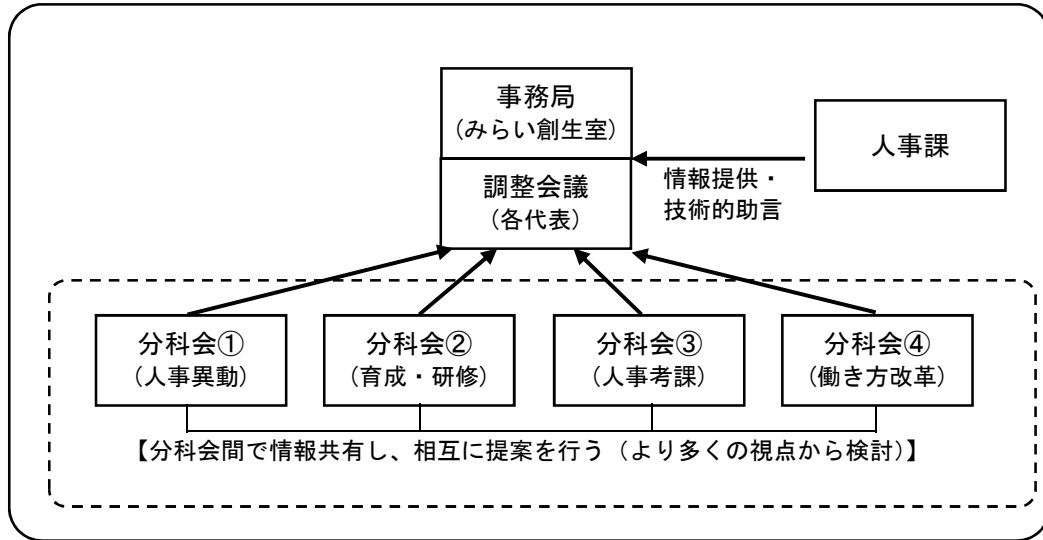 事務局
（みらい創生室）
調整会議
（各代表）
人事課
情報提供・
技術的助言
分科会①
（人事異動）
分科会②
（育成・研修）
分科会③
（人事考課）
分科会④
（働き方改革）
【分科会間で情報共有し、相互に提案を行う（より多くの視点から検討）】